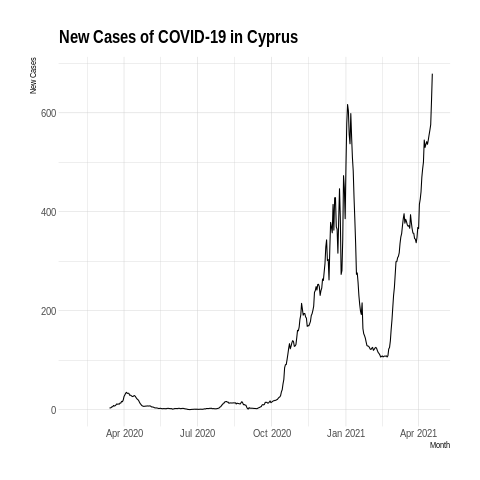 New Cases of COVID-19 in Cyprus
New Cases
600
400
200
0
Apr 2020 Jul 2020 Oct 2020 Jan 2021 Apr 2021
Month